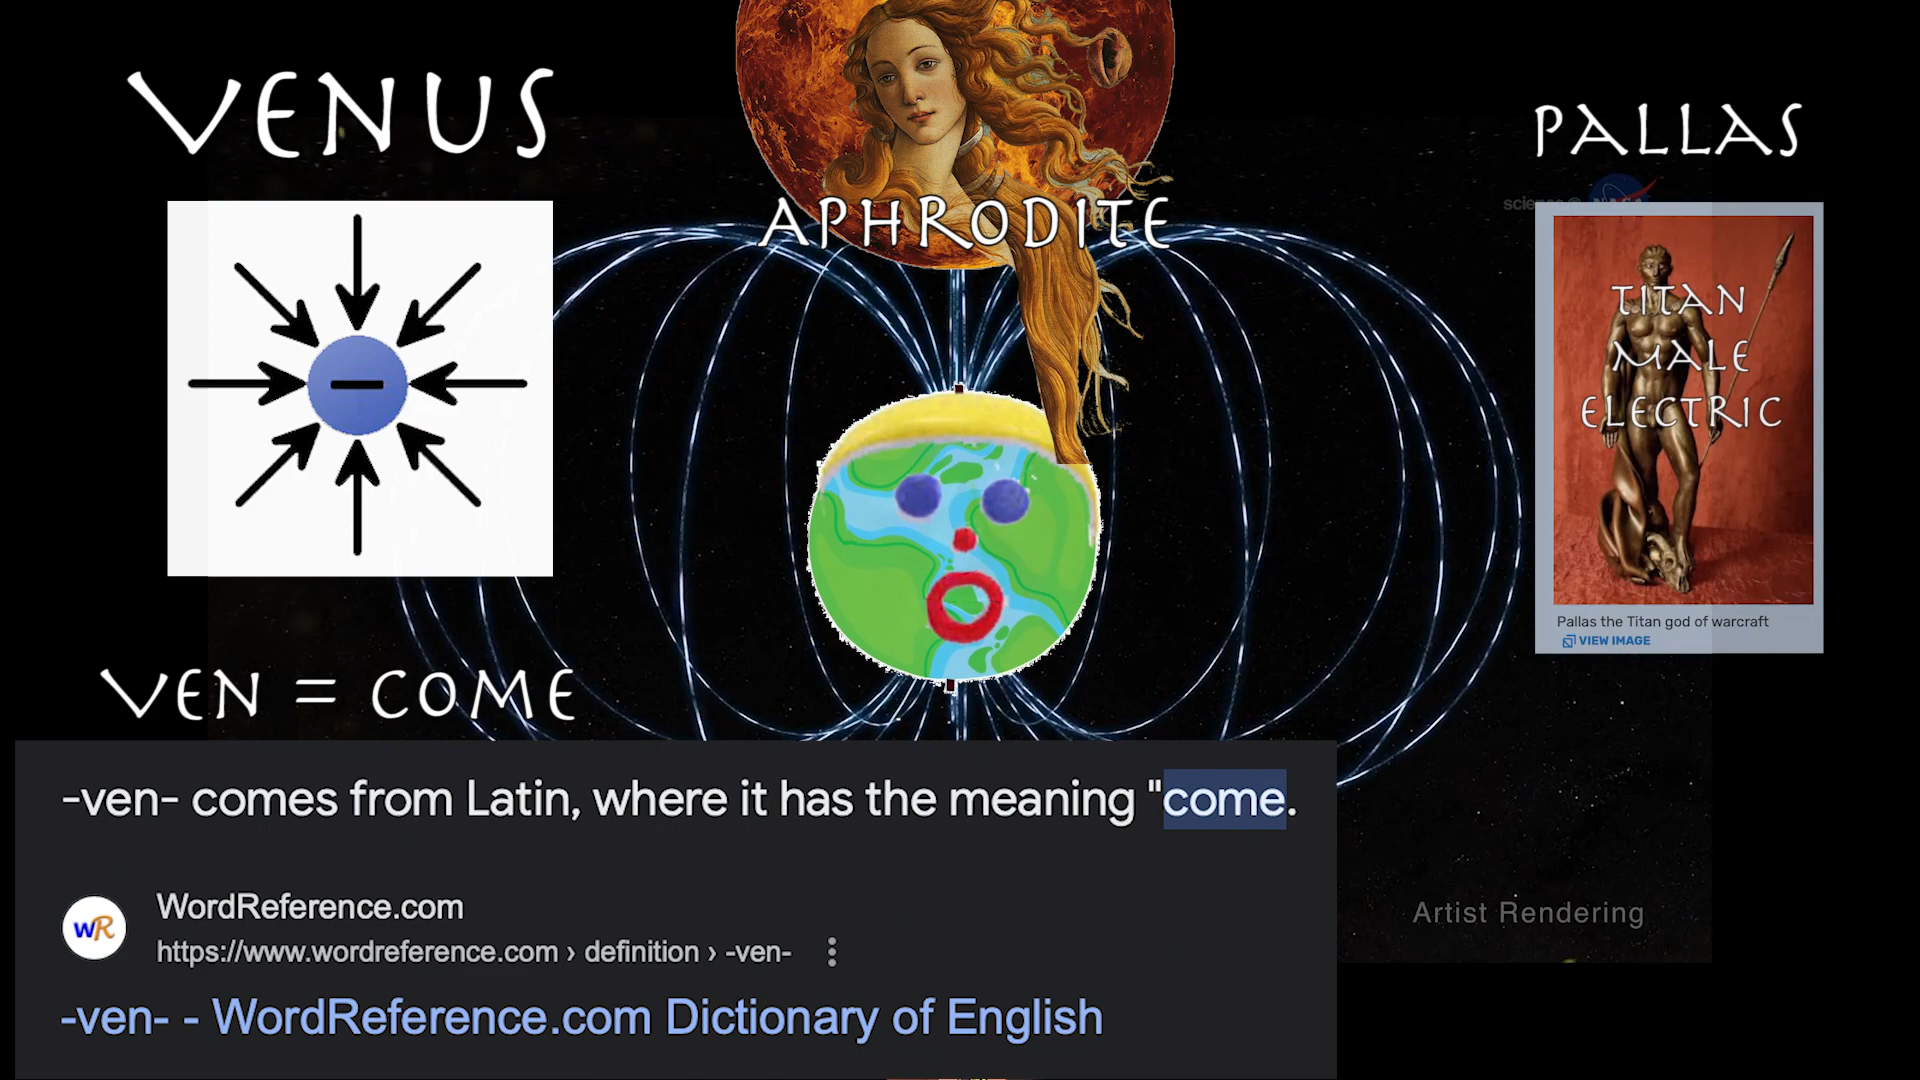 VENUS
APHRODITE
PALLAS
NASA
TITAN
MALE
ELECTRIC
Pallas the Titan god of warcraft
VIEW IMAGE
VEN = COME
-ven- comes from Latin, where it has the meaning "come.
WR
WordReference.com
https://www.wordreference.com › definition › -ven-
-ven- - WordReference.com Dictionary of English
Artist Rendering